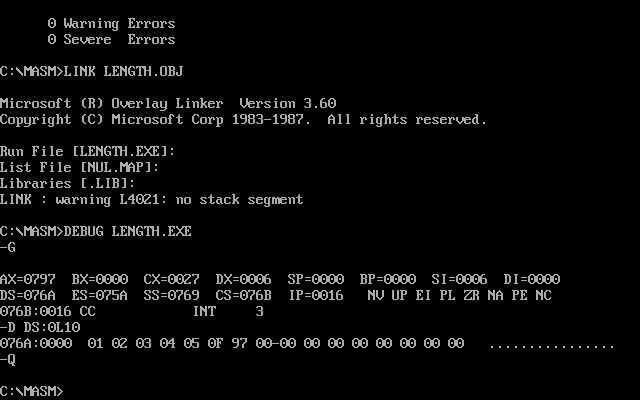 0 Warning Errors
0 Severe  Errors
C:\MASM>LINK LENGTH.OBJ
Microsoft (R) Overlay Linker  Version 3.60
Copyright (C) Microsoft Corp 1983-1987.  All rights reserved.
Run File [LENGTH.EXE]:
List File [NUL.MAP]:
Libraries [.LIB]:
LINK : warning L4021: no stack segment
C:\MASM>DEBUG LENGTH.EXE
-G
AX=0797  BX=0000  CX=0027  DX=0006  SP=0000  BP=0000  SI=0006  DI=0000
DS=076A  ES=075A  SS=0769  CS=076B  IP=0016   NV UP EI PL ZR NA PE NC
076B:0016 CC            INT     3
-D DS:0L10
076A:0000  01 02 03 04 05 0F 97 00-00 00 00 00 00 00 00 00   ................
-Q
C:\MASM>